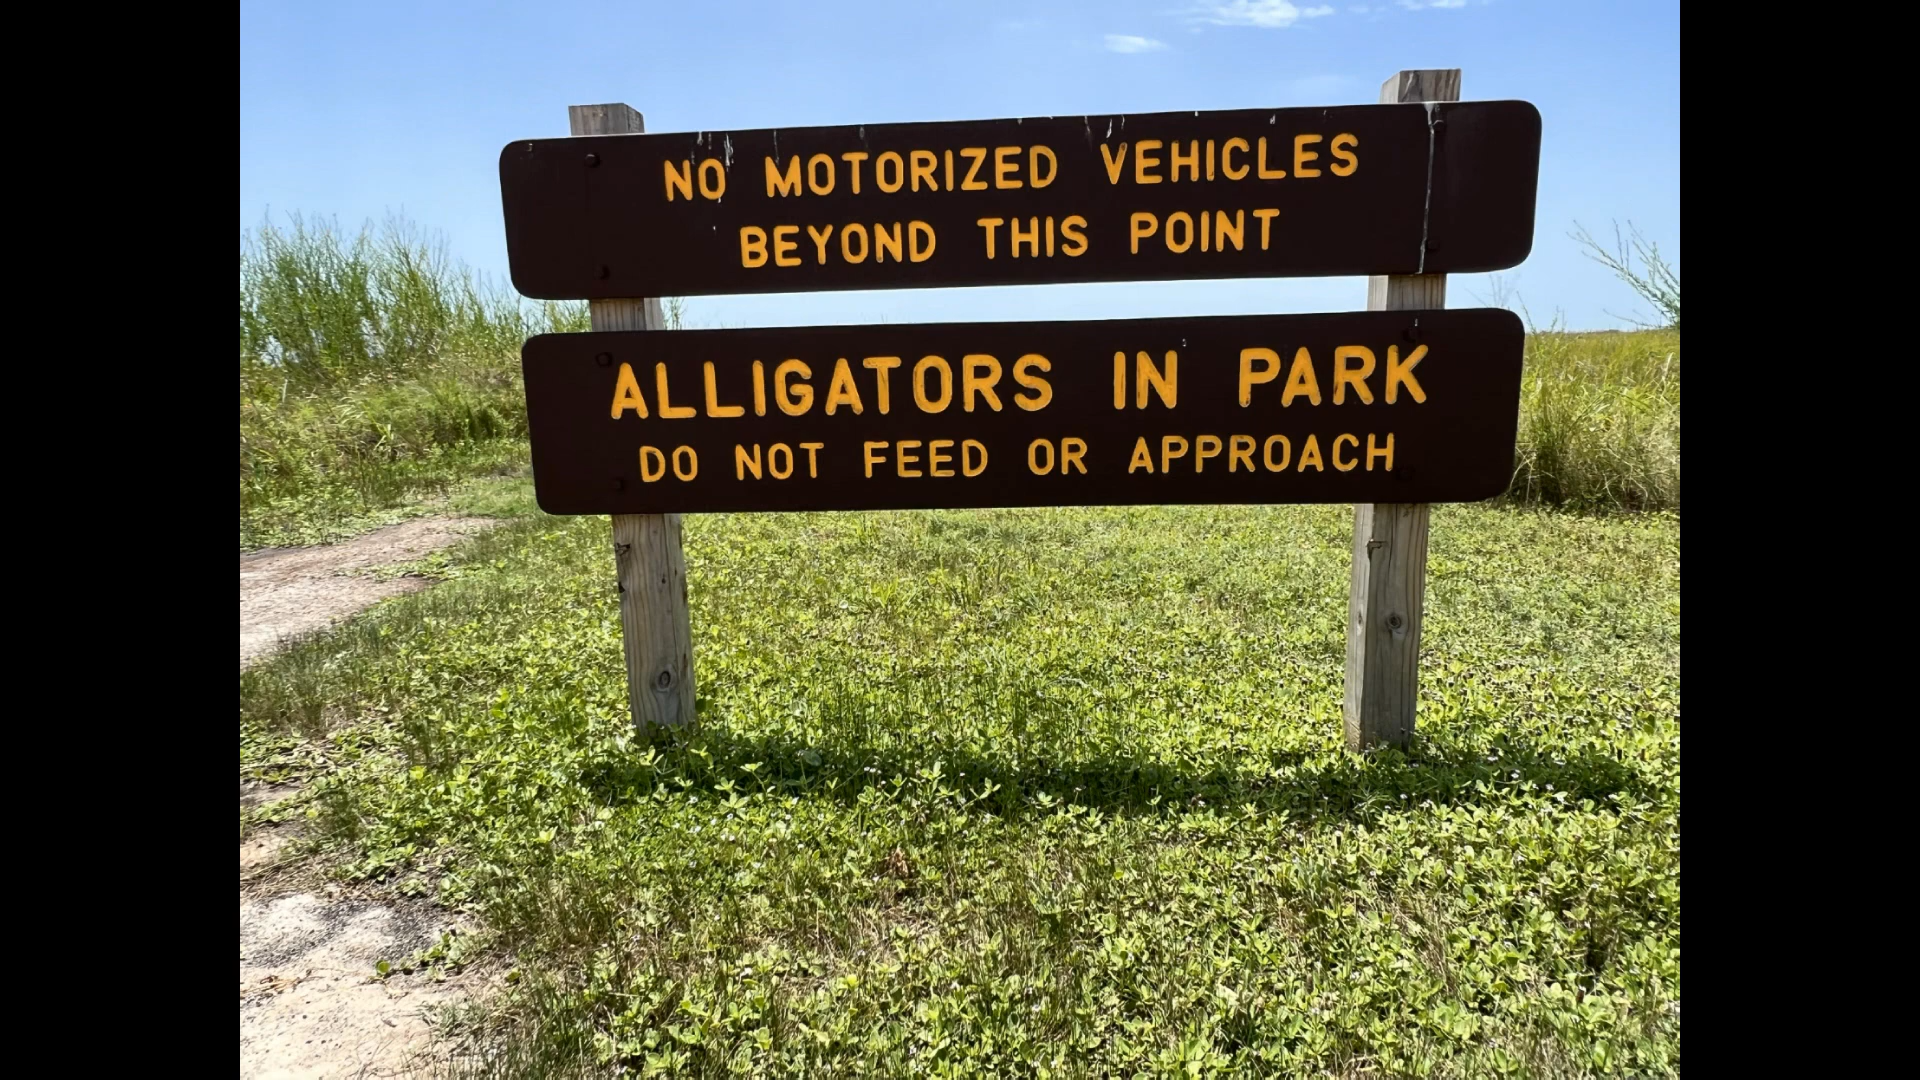 NO MOTORIZED VEHICLES
BEYOND THIS POINT
ALLIGATORS IN PARK
DO NOT FEED OR APPROACH